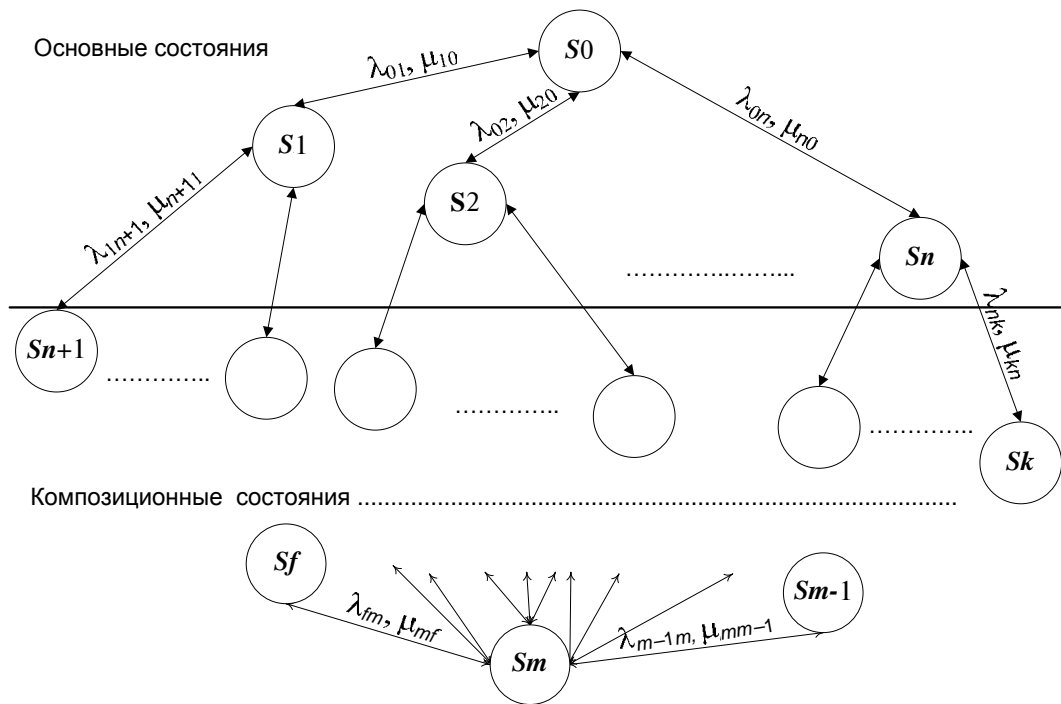 Основные состояния
S0
λ01, μ10
λ02, μ20
λ0n, μn0
S1
S2
Sn
λ1n+1, μn+11
…………..……...
λnk, μkn
Sn+1
…………..
…………..
…………...
Sk
Композиционные состояния ..........................................................................
Sf
Sm-1
λfm, μmf
λm–1m, μmm–1
Sm